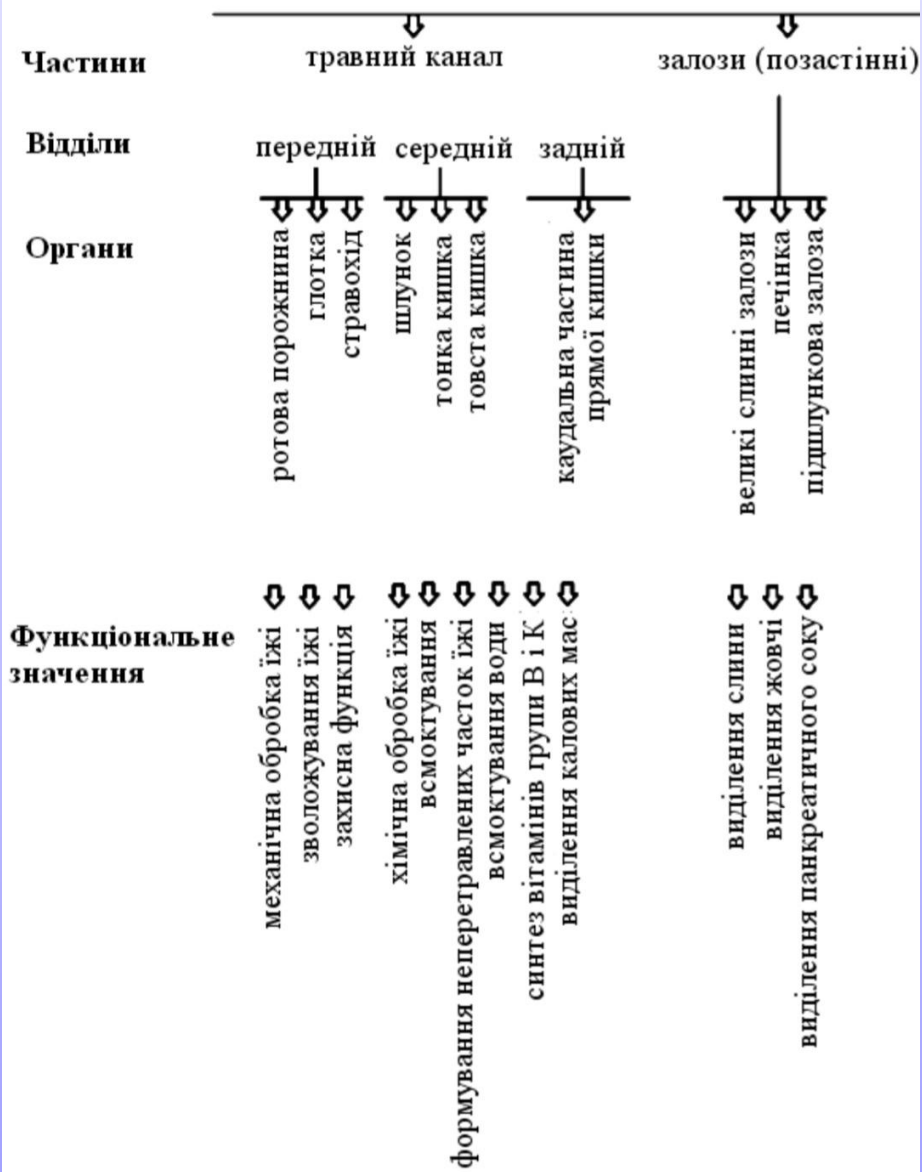 Частини
травний канал
залози (позастінні)
Відділи
передній
середній
задній
Органи
ротова порожнина
глотка
стравохід
шлунок
тонка кишка
товста кишка
каудальна частина
прямої кишки
великі слинні залози
печінка
підшлункова залоза
Функціональне
значення
механічна обробка їжі
зволожування їжі
захисна функція
хімічна обробка їжі
всмоктування
формування неперетравлених часток їжі
всмоктування води
синтез вітамінів групи В і К
виділення калових мас
виділення слини
виділення жовчі
виділення панкреатичного соку